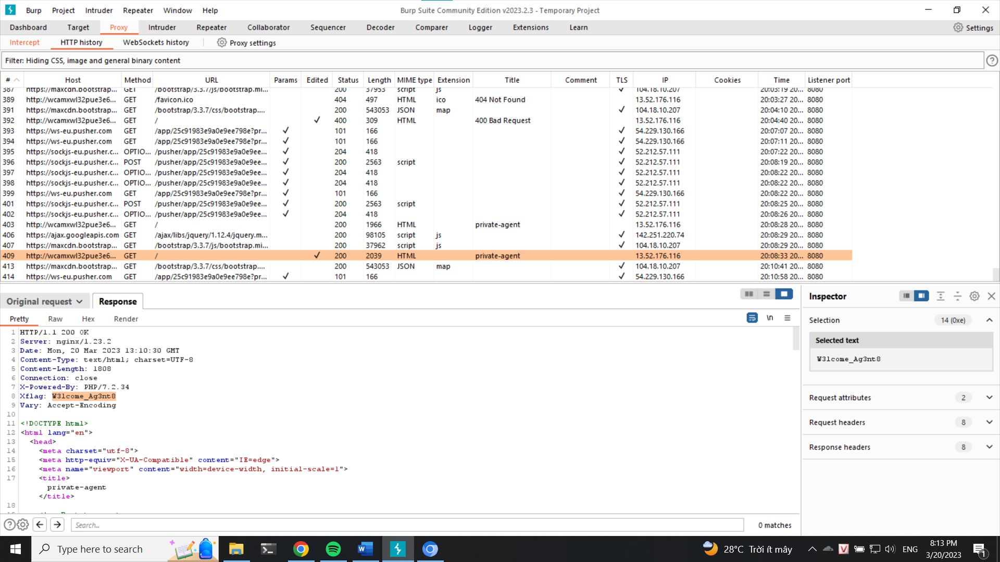 Burp Project Intruder Repeater Window Help
Burp Suite Community Edition v2023.2.3 - Temporary Project
Dashboard Target Proxy Intruder Repeater Collaborator Sequencer Decoder Comparer Logger Extensions Learn Settings
Intercept HTTP history WebSockets history Proxy settings
Filter: Hiding CSS, image and general binary content
# Host Method URL Params Edited Status Length MIME type Extension Title Comment TLS IP Cookies Time Listener port
387 https://maxcdn.bootstrap... GET /bootstrap/3.3.7/js/bootstrap.mi... 200 37953 script js ✓ 104.18.10.207 20:03:19 20... 8080
389 http://wcamxwl32pue3e6... GET /favicon.ico 404 497 HTML ico 404 Not Found 13.52.176.116 20:03:27 20... 8080
391 https://maxcdn.bootstrap... GET /bootstrap/3.3.7/css/bootstrap.... 200 543053 JSON map ✓ 104.18.10.207 20:04:10 20... 8080
392 http://wcamxwl32pue3e6... GET / ✓ 400 309 HTML 400 Bad Request 13.52.176.116 20:04:40 20... 8080
393 https://ws-eu.pusher.com GET /app/25c91983e9a0e9ee798e?pr... ✓ 101 166 ✓ 54.229.130.166 20:07:07 20... 8080
394 https://ws-eu.pusher.com GET /app/25c91983e9a0e9ee798e?pr... ✓ 101 166 ✓ 54.229.130.166 20:07:11 20... 8080
395 https://sockjs-eu.pusher.c... OPTIO... /pusher/app/25c91983e9a0e9ee... ✓ 204 418 ✓ 52.212.57.111 20:07:22 20... 8080
396 https://sockjs-eu.pusher.c... POST /pusher/app/25c91983e9a0e9ee... ✓ 200 2563 script ✓ 52.212.57.111 20:08:19 20... 8080
397 https://sockjs-eu.pusher.c... OPTIO... /pusher/app/25c91983e9a0e9ee... ✓ 204 418 ✓ 52.212.57.111 20:08:22 20... 8080
398 https://sockjs-eu.pusher.c... OPTIO... /pusher/app/25c91983e9a0e9ee... ✓ 204 418 ✓ 52.212.57.111 20:08:22 20... 8080
399 https://ws-eu.pusher.com GET /app/25c91983e9a0e9ee798e?pr... ✓ 101 166 ✓ 54.229.130.166 20:08:22 20... 8080
401 https://sockjs-eu.pusher.c... POST /pusher/app/25c91983e9a0e9ee... ✓ 200 2563 script ✓ 52.212.57.111 20:08:25 20... 8080
402 https://sockjs-eu.pusher.c... OPTIO... /pusher/app/25c91983e9a0e9ee... ✓ 204 418 ✓ 52.212.57.111 20:08:26 20... 8080
403 http://wcamxwl32pue3e6... GET / 200 1966 HTML private-agent 13.52.176.116 20:08:28 20... 8080
406 https://ajax.googleapis.com GET /ajax/libs/jquery/1.12.4/jquery.m... 200 98105 script js ✓ 142.251.220.74 20:08:29 20... 8080
407 https://maxcdn.bootstrap... GET /bootstrap/3.3.7/js/bootstrap.mi... 200 37962 script js ✓ 104.18.10.207 20:08:29 20... 8080
409 http://wcamxwl32pue3e6... GET / ✓ 200 2039 HTML private-agent 13.52.176.116 20:08:33 20... 8080
413 https://maxcdn.bootstrap... GET /bootstrap/3.3.7/css/bootstrap.... 200 543053 JSON map ✓ 104.18.10.207 20:10:41 20... 8080
414 https://ws-eu.pusher.com GET /app/25c91983e9a0e9ee798e?pr... ✓ 101 166 ✓ 54.229.130.166 20:10:58 20... 8080
Original request Response
Pretty Raw Hex Render \n
1 HTTP/1.1 200 OK
2 Server: nginx/1.23.2
3 Date: Mon, 20 Mar 2023 13:10:30 GMT
4 Content-Type: text/html; charset=UTF-8
5 Content-Length: 1808
6 Connection: close
7 X-Powered-By: PHP/7.2.34
8 Xflag: W3lcome_Ag3nt8
9 Vary: Accept-Encoding
10
11 <!DOCTYPE html>
12 <html lang="en">
13 <head>
14 <meta charset="utf-8">
15 <meta http-equiv="X-UA-Compatible" content="IE=edge">
16 <meta name="viewport" content="width=device-width, initial-scale=1">
17 <title>
private-agent
</title>
18
Search...
0 matches
Inspector
Selection 14 (0xe)
Selected text
W3lcome_Ag3nt8
Request attributes 2
Request headers 8
Response headers 8
Type here to search
28°C Trời ít mây
ENG
8:13 PM
3/20/2023
1